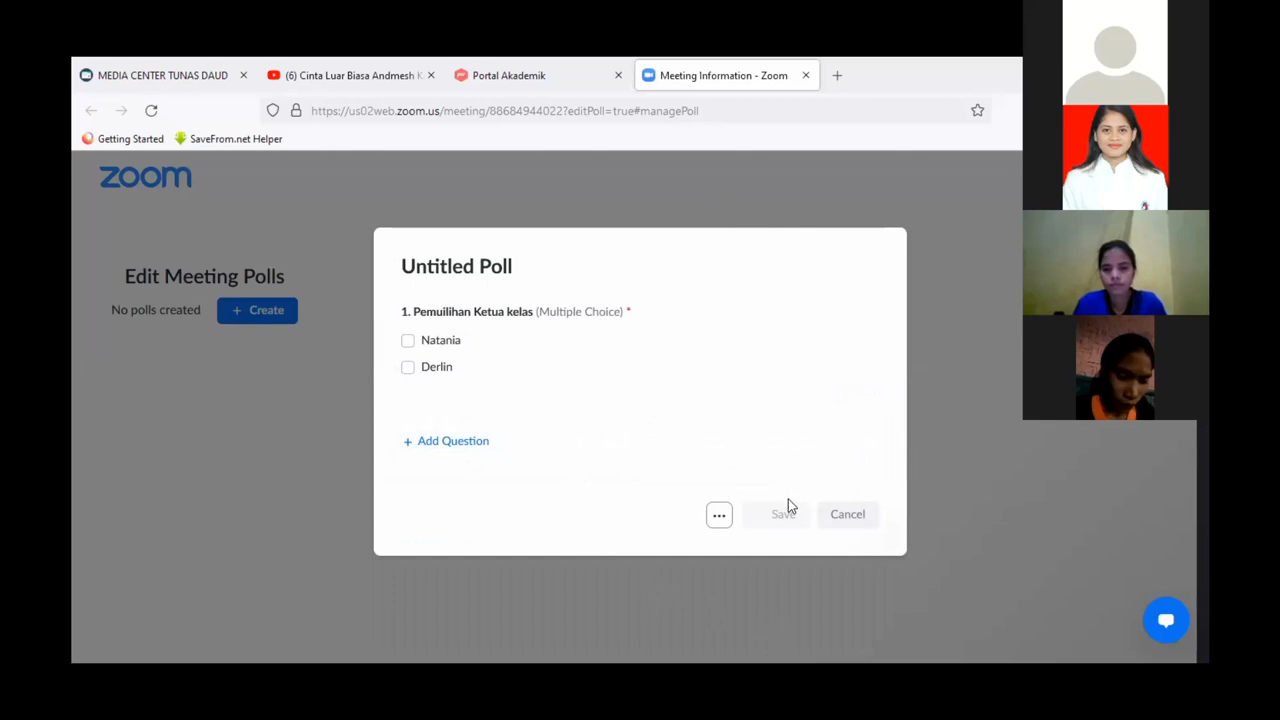 MEDIA CENTER TUNAS DAUD
(6) Cinta Luar Biasa Andmesh K
Portal Akademik
Meeting Information - Zoom
https://us02web.zoom.us/meeting/88684944022?editPoll=true#managePoll
Getting Started
SaveFrom.net Helper
zoom
Edit Meeting Polls
No polls created
+ Create
Untitled Poll
1. Pemuilihan Ketua kelas (Multiple Choice) *
Natania
Derlin
+ Add Question
...
Save
Cancel